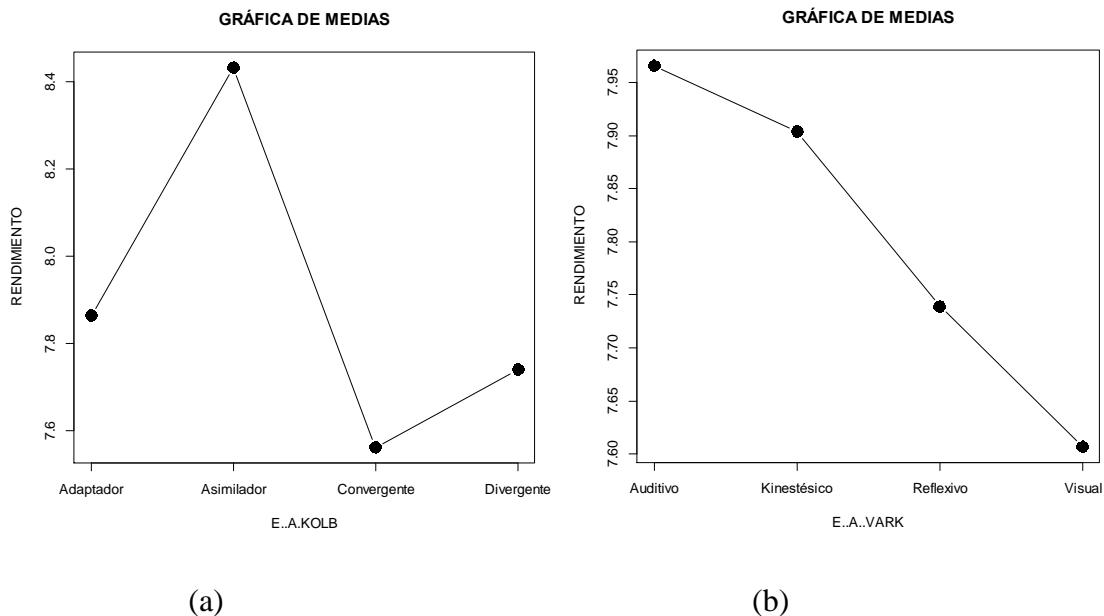 GRÁFICA DE MEDIAS
RENDIMIENTO
8.4
8.2
8.0
7.8
7.6
Adaptador Asimilador Convergente Divergente
E..A.KOLB
(a)
GRÁFICA DE MEDIAS
RENDIMIENTO
7.95
7.90
7.85
7.80
7.75
7.70
7.65
7.60
Auditivo Kinestésico Reflexivo Visual
E..A..VARK
(b)